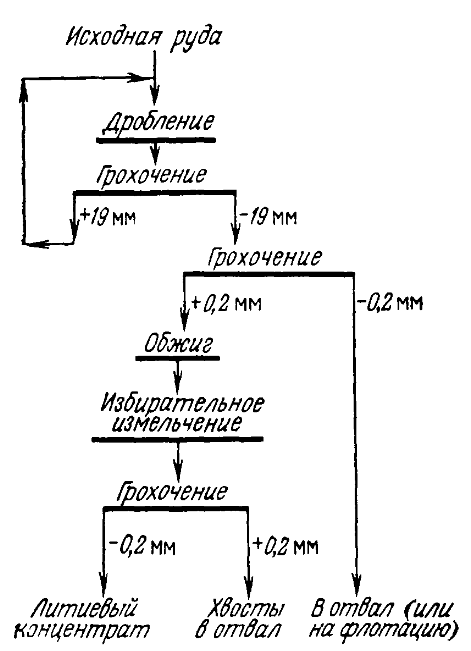 Исходная руда
Дробление
Грохочение
+19 мм
-19 мм
Грохочение
+0,2 мм
-0,2 мм
Обжиг
Избирательное
измельчение
Грохочение
-0,2 мм
+0,2 мм
Литиевый
концентрат
Хвосты
в отвал
В отвал (или
на флотацию)